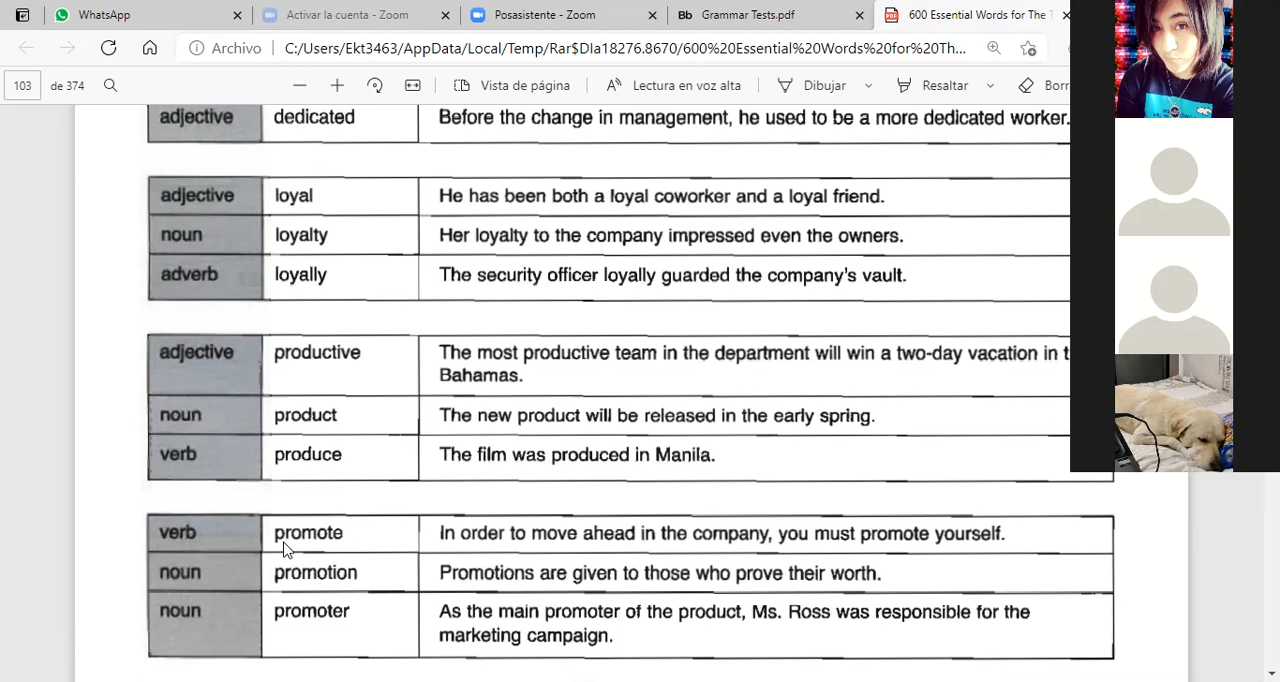 WhatsApp
Activar la cuenta - Zoom
Posasistente - Zoom
Bb Grammar Tests.pdf
PDF 600 Essential Words for The T
Archivo C:/Users/Ekt3463/AppData/Local/Temp/Rar$DIa18276.8670/600%20Essential%20Words%20for%20Th...
103 de 374
Vista de página
Lectura en voz alta
Dibujar
Resaltar
Borr
adjective dedicated Before the change in management, he used to be a more dedicated worker.
adjective loyal He has been both a loyal coworker and a loyal friend.
noun loyalty Her loyalty to the company impressed even the owners.
adverb loyally The security officer loyally guarded the company's vault.
adjective productive The most productive team in the department will win a two-day vacation in t
Bahamas.
noun product The new product will be released in the early spring.
verb produce The film was produced in Manila.
verb promote In order to move ahead in the company, you must promote yourself.
noun promotion Promotions are given to those who prove their worth.
noun promoter As the main promoter of the product, Ms. Ross was responsible for the
marketing campaign.